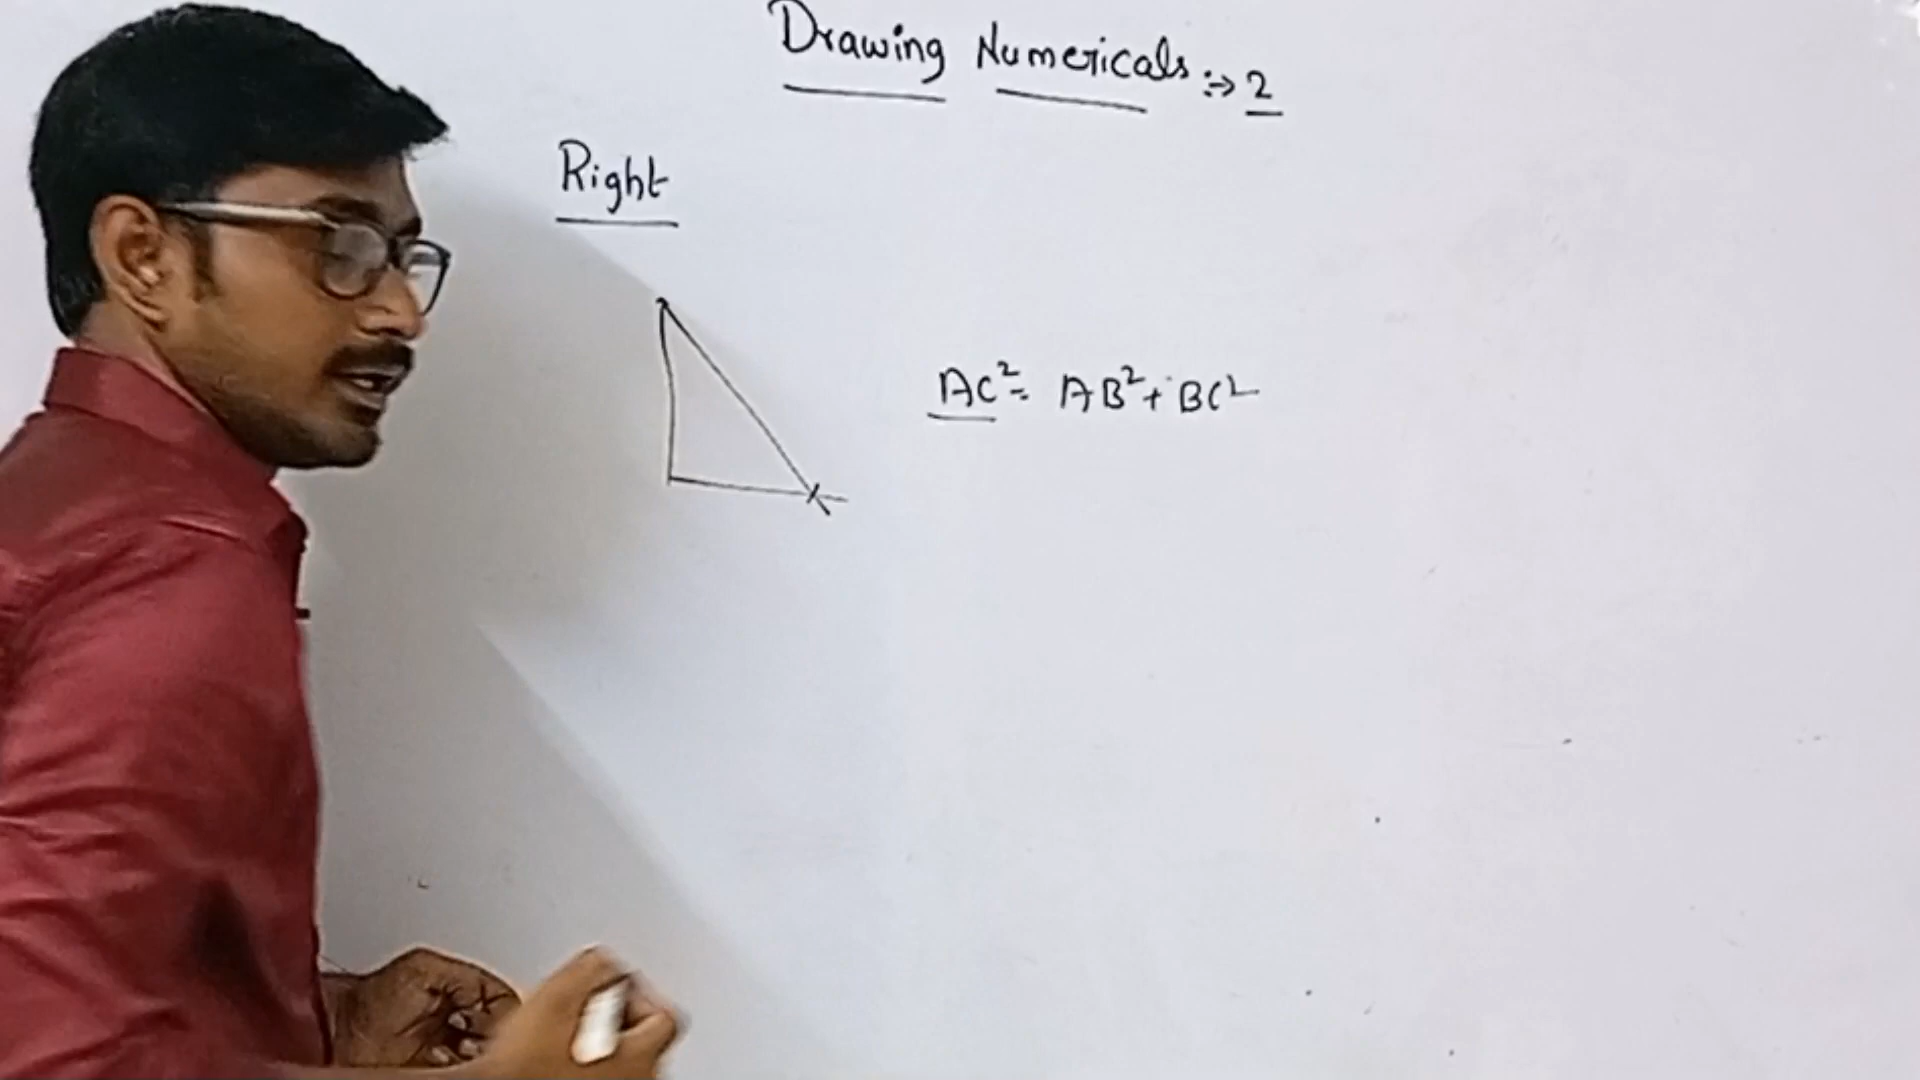 Drawing Numericals :→ 2
Right
AC² = AB² + BC²